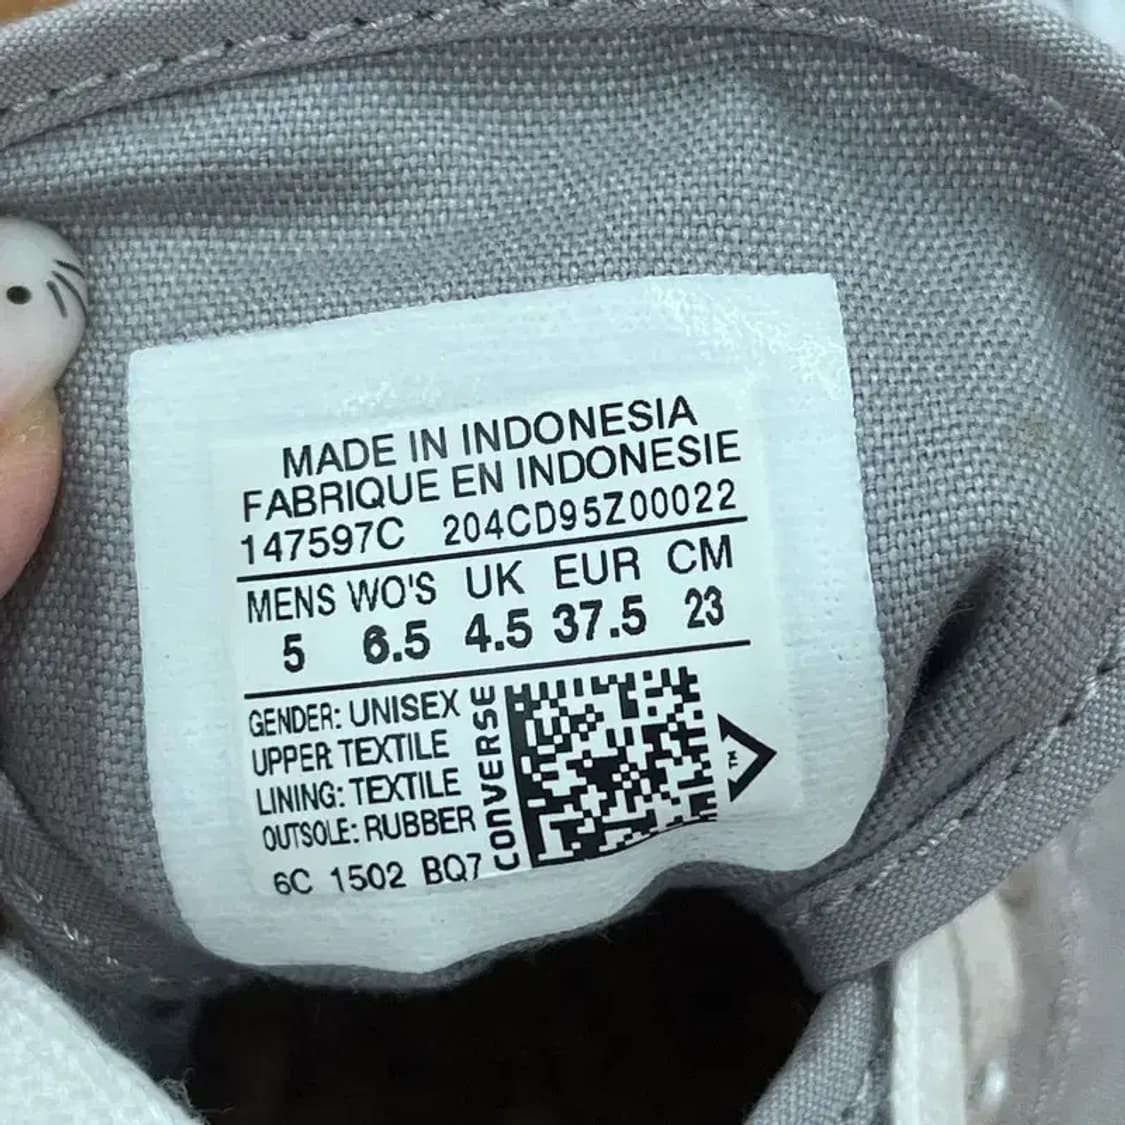 MADE IN INDONESIA
FABRIQUE EN INDONESIE
147597C 204CD95Z00022
MENS WO'S UK EUR CM
5 6.5 4.5 37.5 23
GENDER: UNISEX
UPPER TEXTILE
LINING: TEXTILE
OUTSOLE: RUBBER
6C 1502 BQ7
CONVERSE
TM